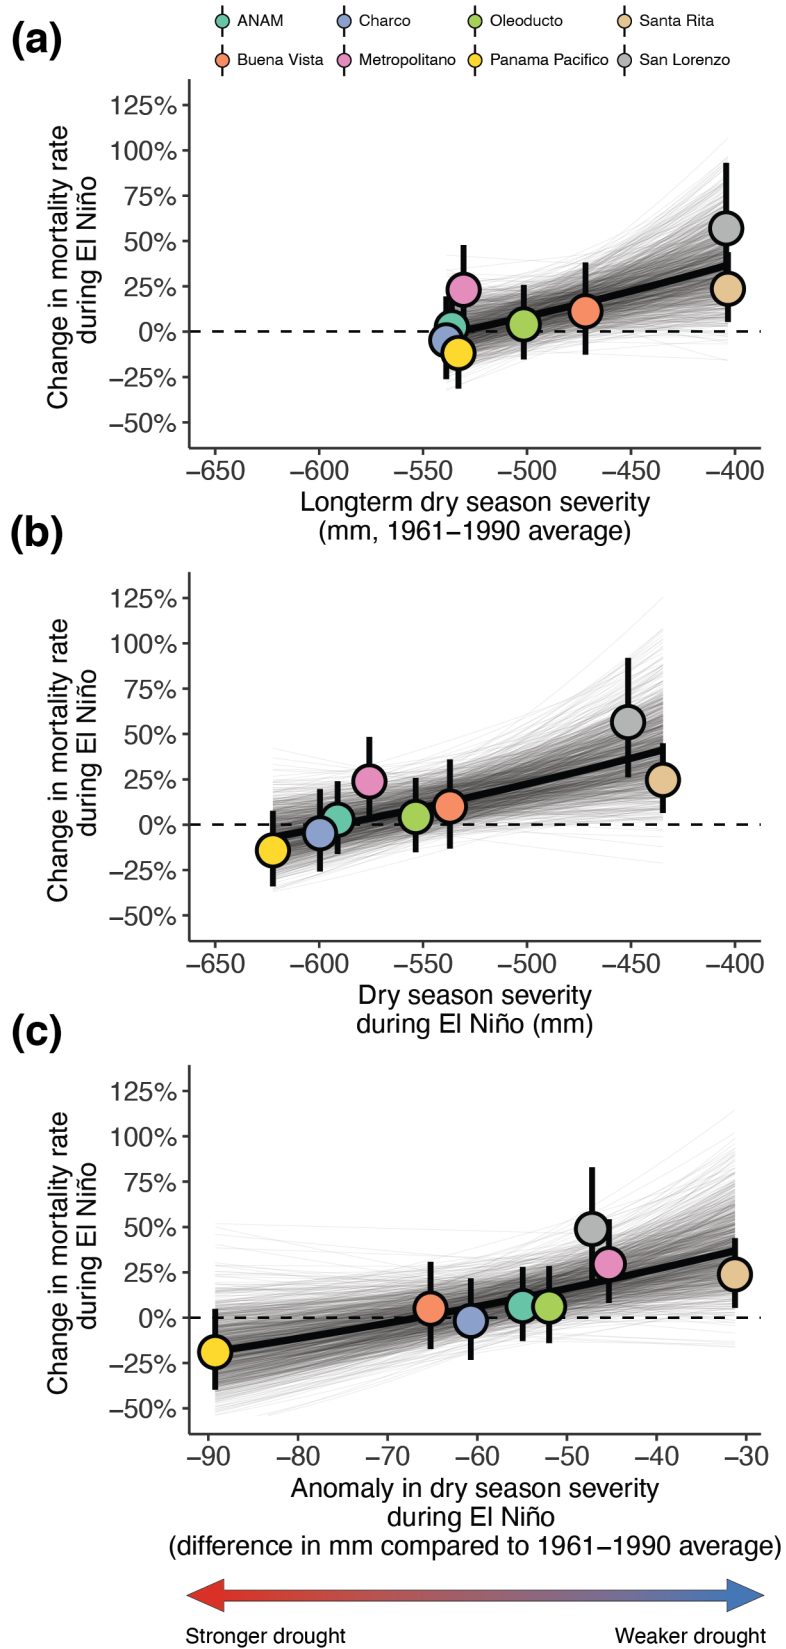 (a)
ANAM
Charco
Oleoducto
Santa Rita
Buena Vista
Metropolitano
Panama Pacifico
San Lorenzo
Change in mortality rate
during El Niño
125%
100%
75%
50%
25%
0%
−25%
−50%
−650
−600
−550
−500
−450
−400
Longterm dry season severity
(mm, 1961−1990 average)
(b)
Change in mortality rate
during El Niño
125%
100%
75%
50%
25%
0%
−25%
−50%
−650
−600
−550
−500
−450
−400
Dry season severity
during El Niño (mm)
(c)
Change in mortality rate
during El Niño
125%
100%
75%
50%
25%
0%
−25%
−50%
−90
−80
−70
−60
−50
−40
−30
Anomaly in dry season severity
during El Niño
(difference in mm compared to 1961−1990 average)
Stronger drought
Weaker drought